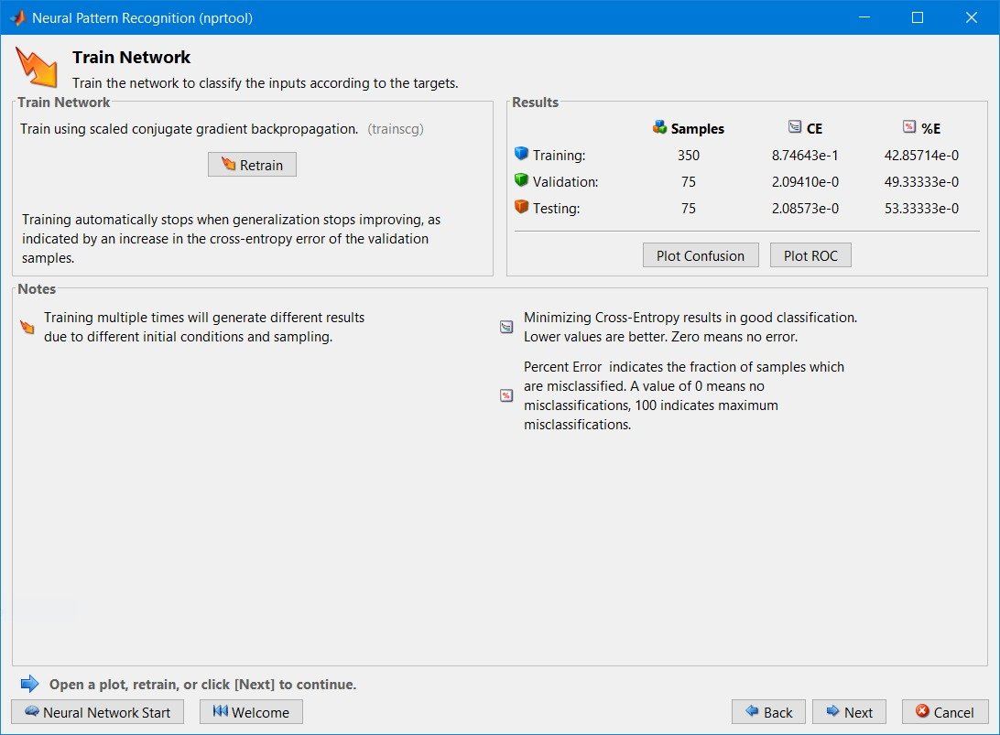 Neural Pattern Recognition (nprtool)
Train Network
Train the network to classify the inputs according to the targets.
Train Network
Train using scaled conjugate gradient backpropagation. (trainscg)
Retrain
Training automatically stops when generalization stops improving, as
indicated by an increase in the cross-entropy error of the validation
samples.
Results
Samples CE %E
Training: 350 8.74643e-1 42.85714e-0
Validation: 75 2.09410e-0 49.33333e-0
Testing: 75 2.08573e-0 53.33333e-0
Plot Confusion Plot ROC
Notes
Training multiple times will generate different results
due to different initial conditions and sampling.
Minimizing Cross-Entropy results in good classification.
Lower values are better. Zero means no error.
Percent Error indicates the fraction of samples which
are misclassified. A value of 0 means no
misclassifications, 100 indicates maximum
misclassifications.
Open a plot, retrain, or click [Next] to continue.
Neural Network Start Welcome Back Next Cancel